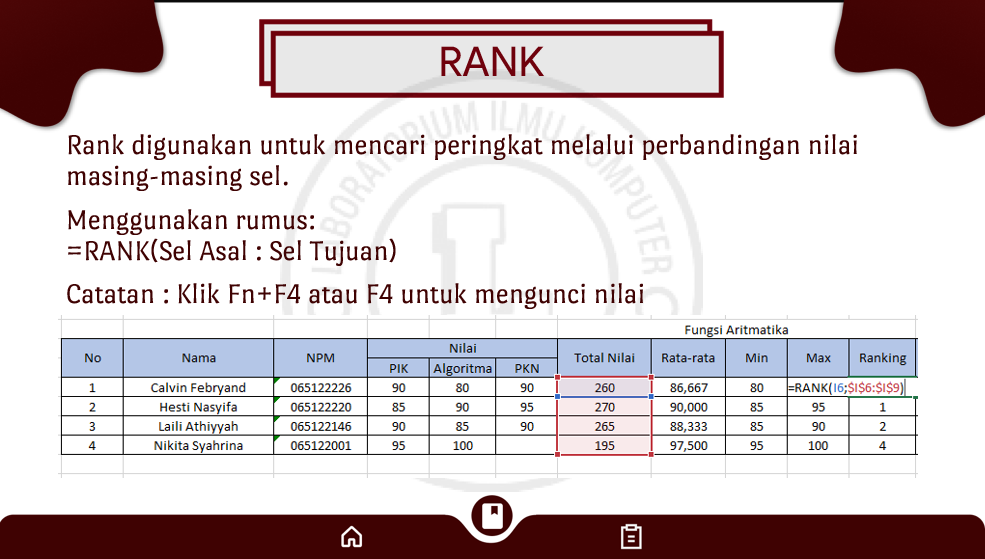 RANK
LABORATORIUM ILMU KOMPUTER
Rank digunakan untuk mencari peringkat melalui perbandingan nilai
masing-masing sel.
Menggunakan rumus:
=RANK(Sel Asal : Sel Tujuan)
Catatan : Klik Fn+F4 atau F4 untuk mengunci nilai
Fungsi Aritmatika
No Nama NPM Nilai Total Nilai Rata-rata Min Max Ranking
PIK Algoritma PKN
1 Calvin Febryand 065122226 90 80 90 260 86,667 80 =RANK(I6;$I$6:$I$9)
2 Hesti Nasyifa 065122220 85 90 95 270 90,000 85 95 1
3 Laili Athiyyah 065122146 90 85 90 265 88,333 85 90 2
4 Nikita Syahrina 065122001 95 100 195 97,500 95 100 4